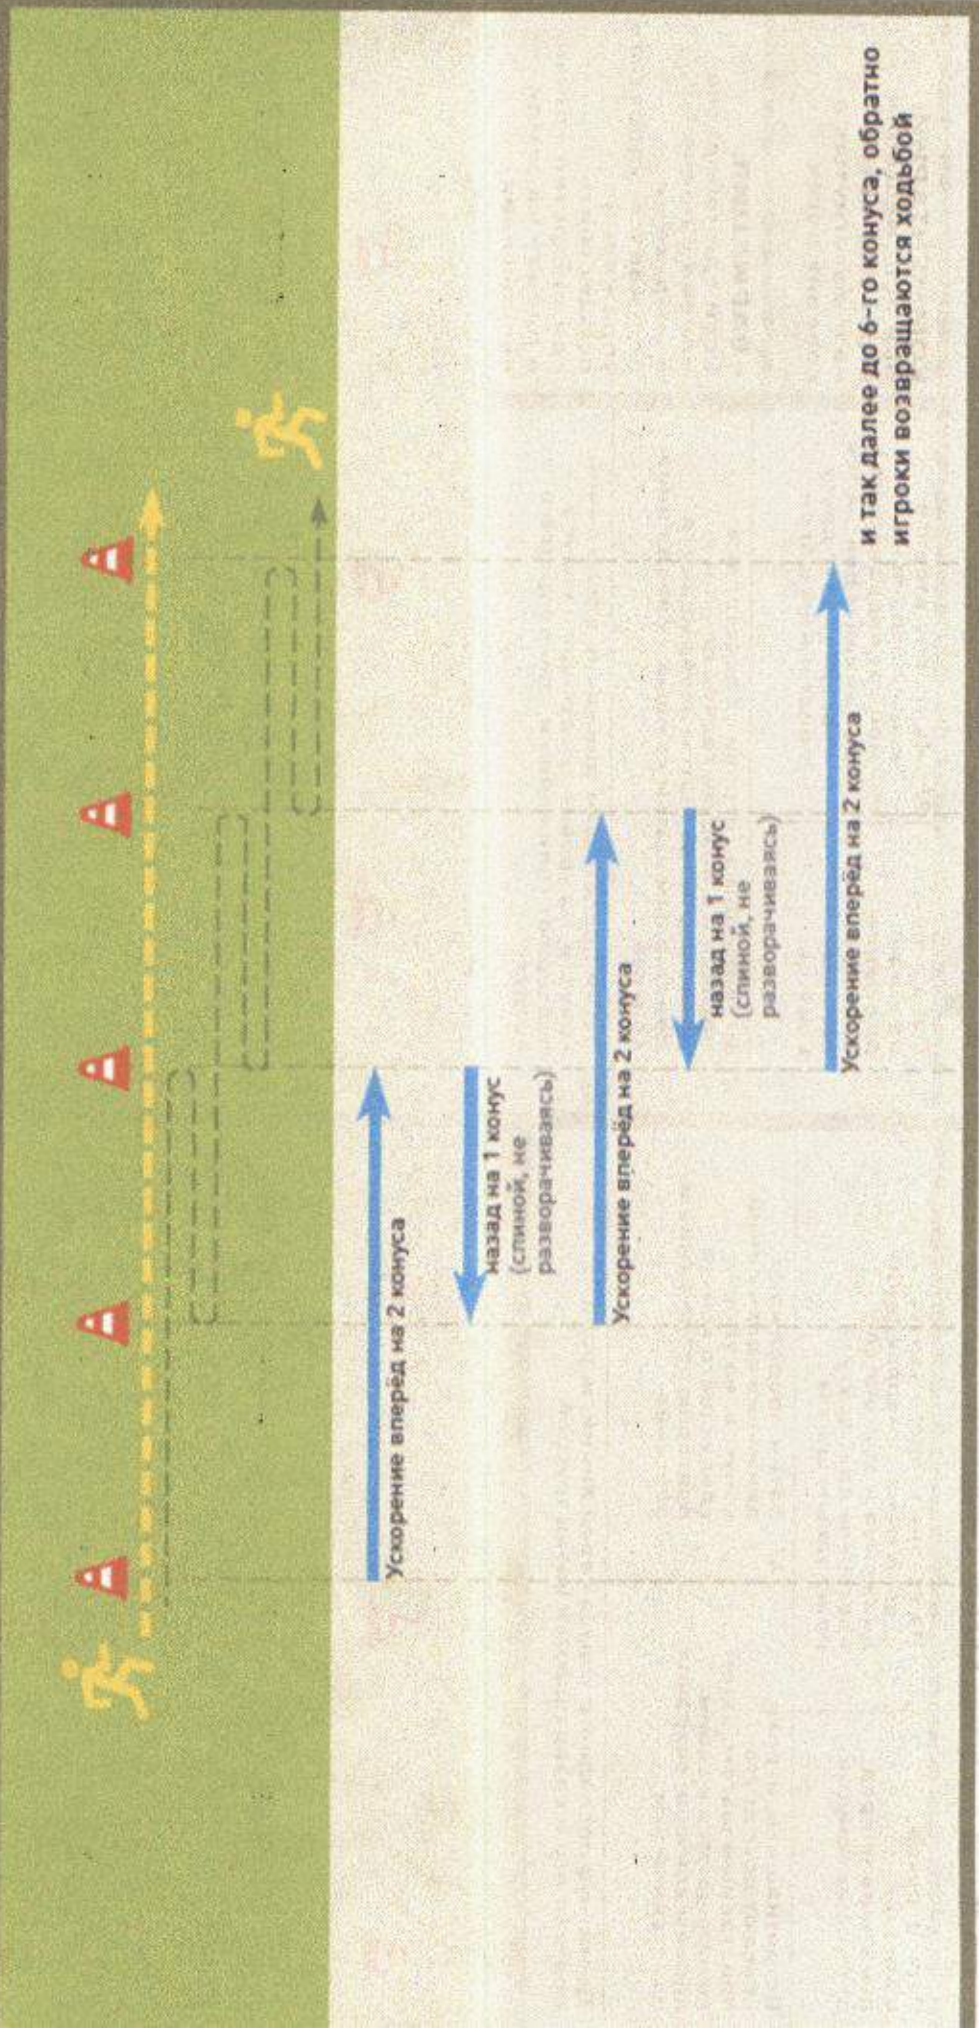 Ускорение вперёд на 2 конуса
назад на 1 конус
(спиной, не
разворачиваясь)
Ускорение вперёд на 2 конуса
назад на 1 конус
(спиной, не
разворачиваясь)
Ускорение вперёд на 2 конуса
и так далее до 6-го конуса, обратно
игроки возвращаются ходьбой